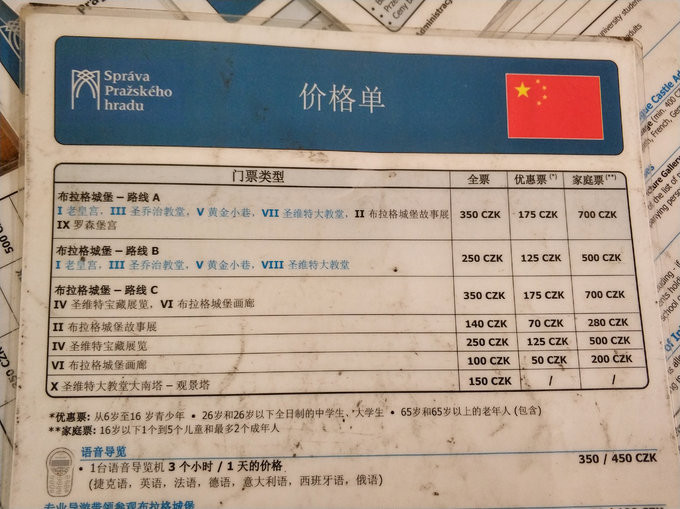 Správa
Pražského
hradu
价格单
门票类型 全票 优惠票 (*) 家庭票(**)
布拉格城堡 – 路线 A
I 老皇宫, III 圣乔治教堂, V 黄金小巷, VII 圣维特大教堂, II 布拉格城堡故事展 350 CZK 175 CZK 700 CZK
IX 罗森堡宫
布拉格城堡 – 路线 B
I 老皇宫, III 圣乔治教堂, V 黄金小巷, VIII 圣维特大教堂 250 CZK 125 CZK 500 CZK
布拉格城堡 – 路线 C
IV 圣维特宝藏展览, VI 布拉格城堡画廊 350 CZK 175 CZK 700 CZK
II 布拉格城堡故事展 140 CZK 70 CZK 280 CZK
IV 圣维特宝藏展览 250 CZK 125 CZK 500 CZK
VI 布拉格城堡画廊 100 CZK 50 CZK 200 CZK
X 圣维特大教堂大南塔 – 观景塔 150 CZK / /
*优惠票: 从6岁至16 岁青少年 • 26岁和26岁以下全日制的中学生、大学生 • 65岁和65岁以上的老年人 (包含)
**家庭票: 16岁以下1个到5个儿童和最多2个成年人
语音导览
• 1台语音导览机 3 个小时 / 1 天的价格 350 / 450 CZK
(捷克语, 英语, 法语, 德语, 意大利语, 西班牙语, 俄语)
专业导游带领参观布拉格城堡